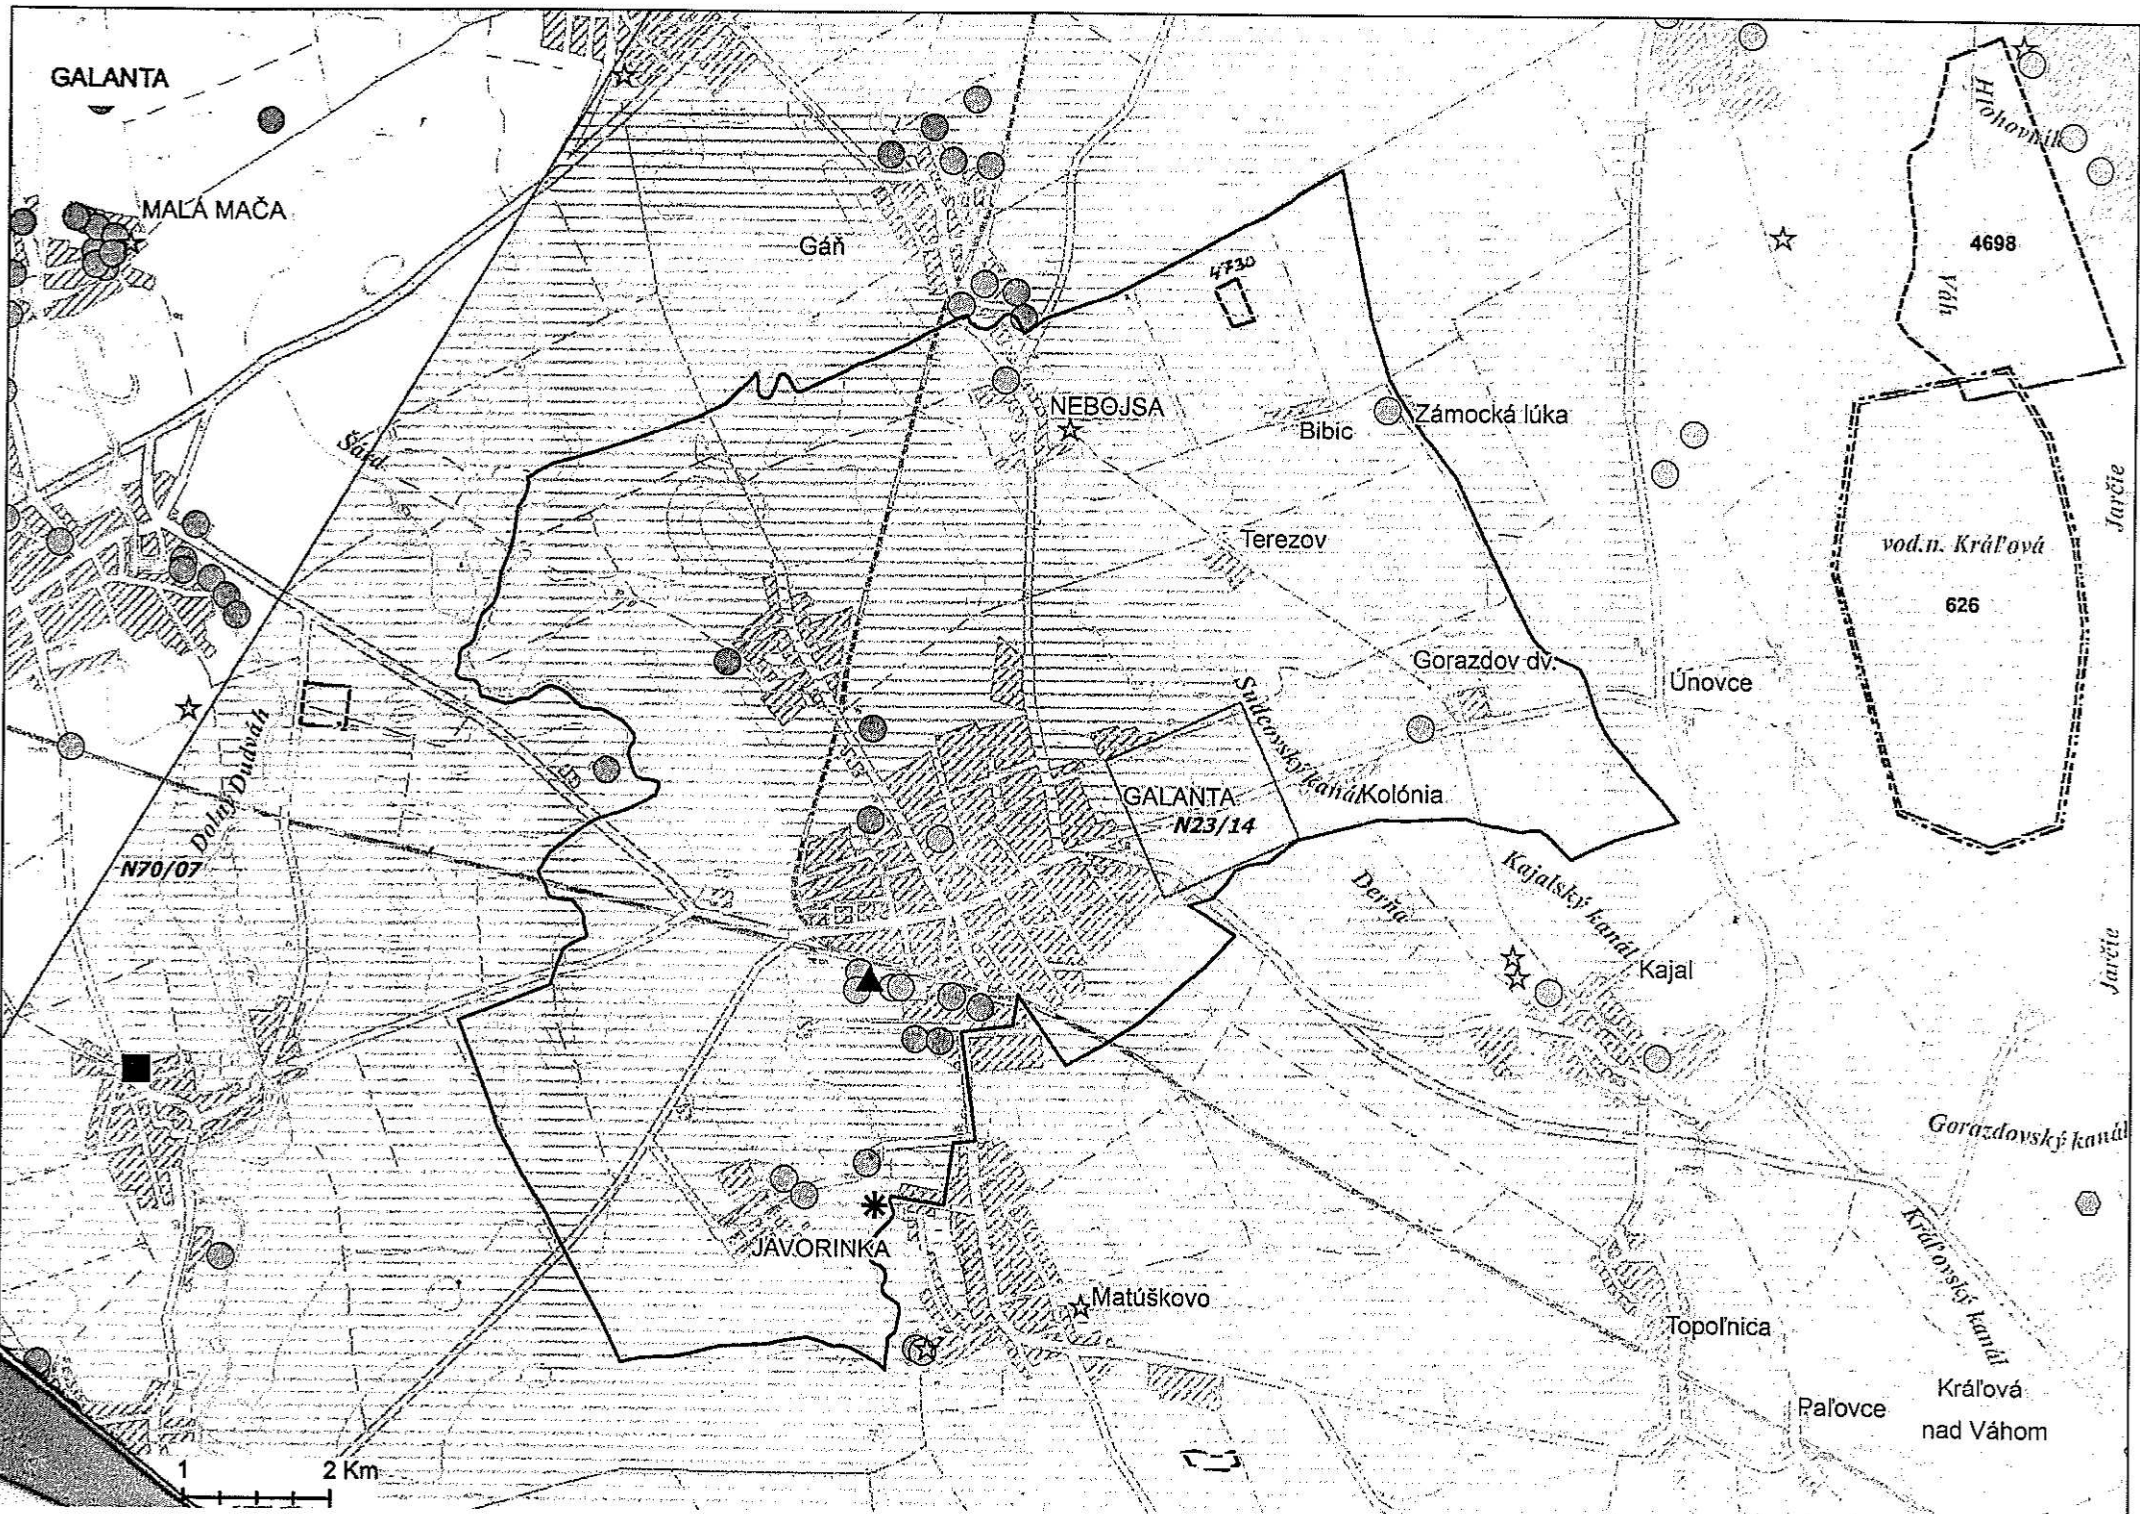 GALANTA
MALÁ MAČA
Gáň
4730
Hlohovník
4698
Váh
NEBOJSA
Bibic
Zámocká lúka
Šárd
Terezov
Jarčie
vod.n. Kráľová
626
Gorazdov dv.
Únovce
Sudcovský kanál
Dolný Dudváh
GALANTA
Kolónia
N23/14
N70/07
Derňa
Kajalský kanál
Kajal
Jarčie
Gorazdovský kanál
JAVORINKA
Matúškovo
Kráľovský kanál
Topoľnica
Paľovce
Kráľová
nad Váhom
1
2 Km